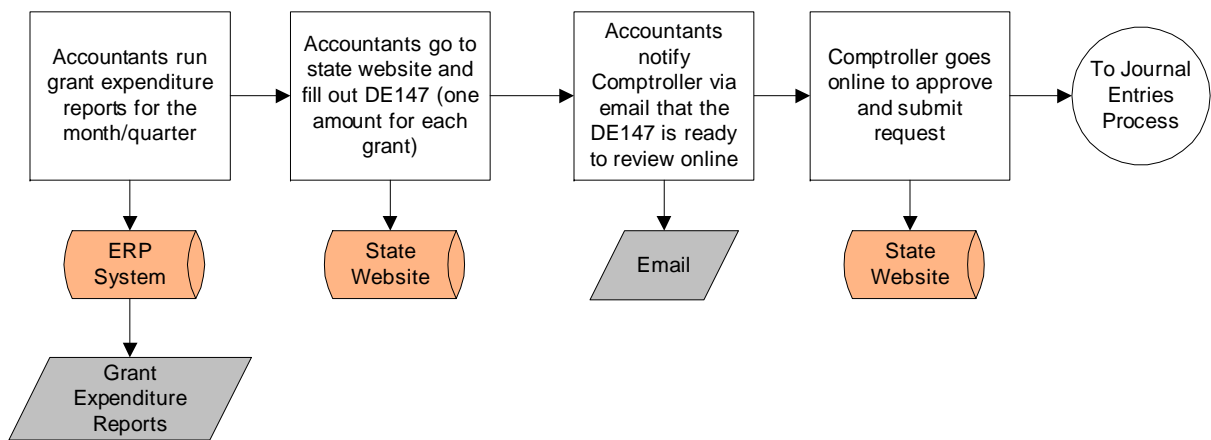 Accountants run
grant expenditure
reports for the
month/quarter
Accountants go to
state website and
fill out DE147 (one
amount for each
grant)
Accountants
notify
Comptroller via
email that the
DE147 is ready
to review online
Comptroller goes
online to approve
and submit
request
To Journal
Entries
Process
ERP
System
State
Website
Email
State
Website
Grant
Expenditure
Reports